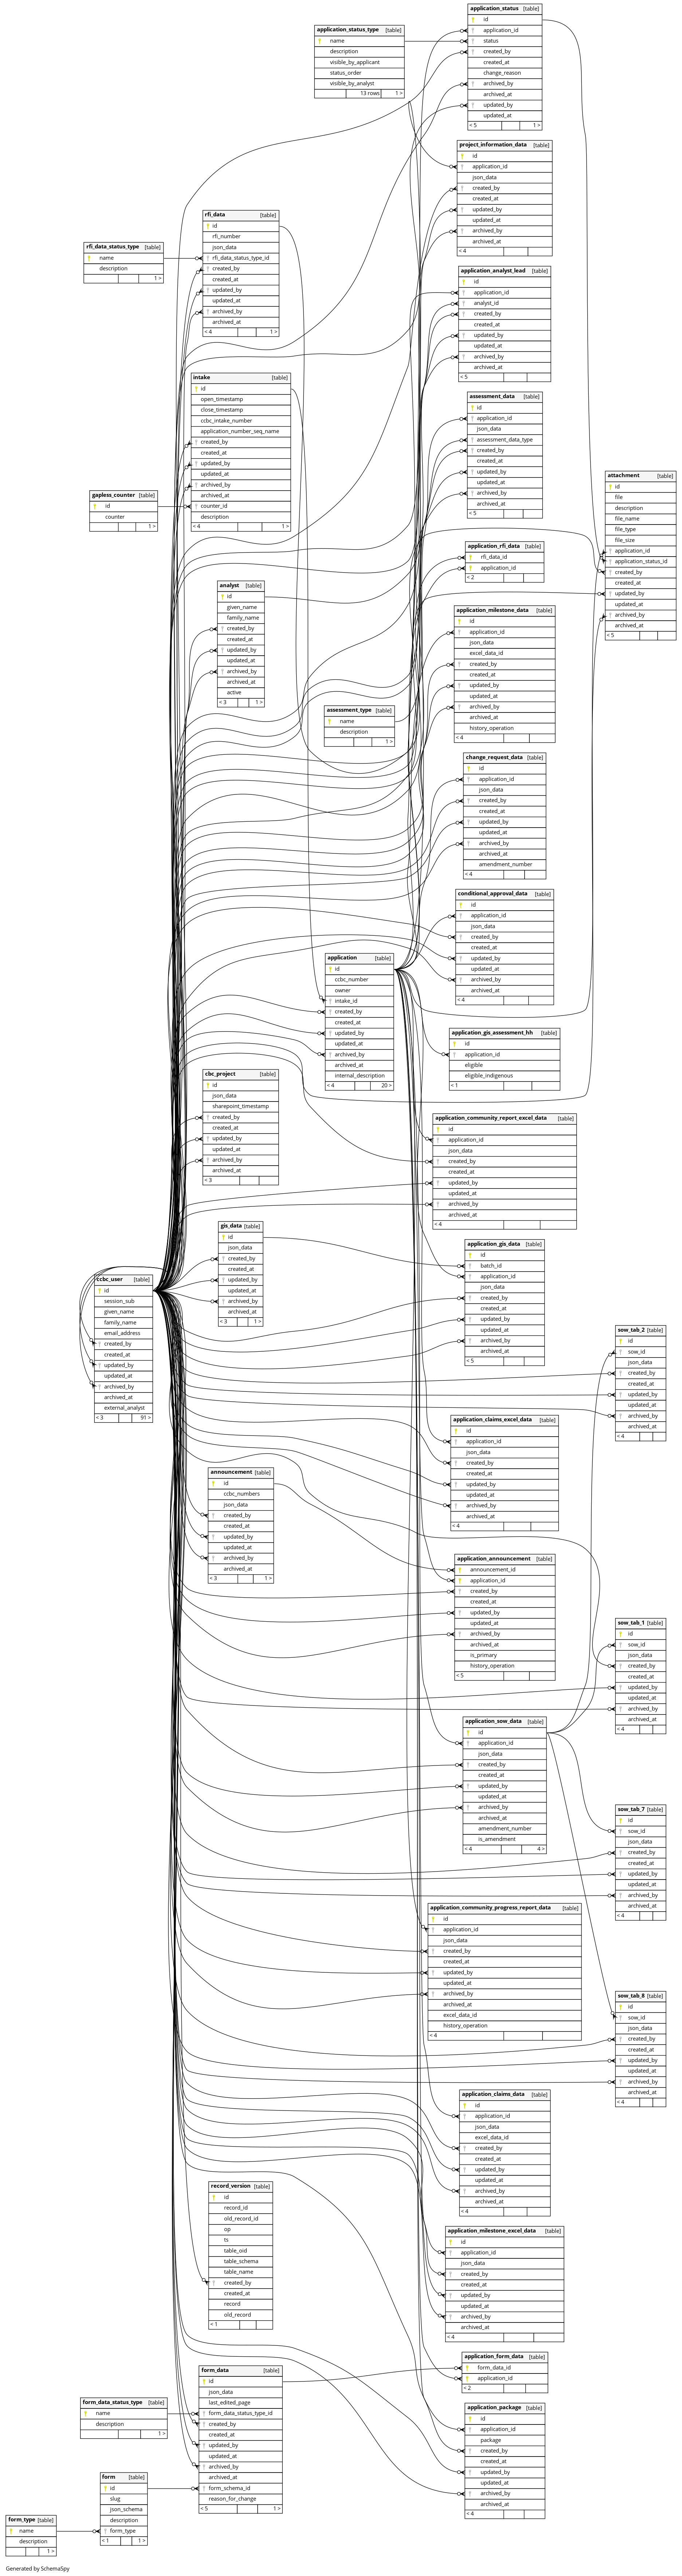 application_status [table]
id
application_id
status
created_by
created_at
change_reason
archived_by
archived_at
updated_by
updated_at
< 5 1 >
application_status_type [table]
name
description
visible_by_applicant
status_order
visible_by_analyst
13 rows 1 >
project_information_data [table]
id
application_id
json_data
created_by
created_at
updated_by
updated_at
archived_by
archived_at
< 4
rfi_data [table]
id
rfi_number
json_data
rfi_data_status_type_id
created_by
created_at
updated_by
updated_at
archived_by
archived_at
< 4 1 >
rfi_data_status_type [table]
name
description
1 >
application_analyst_lead [table]
id
application_id
analyst_id
created_by
created_at
updated_by
updated_at
archived_by
archived_at
< 5
intake [table]
id
open_timestamp
close_timestamp
ccbc_intake_number
application_number_seq_name
created_by
created_at
updated_by
updated_at
archived_by
archived_at
counter_id
description
< 4 1 >
assessment_data [table]
id
application_id
json_data
assessment_data_type
created_by
created_at
updated_by
updated_at
archived_by
archived_at
< 5
attachment [table]
id
file
description
file_name
file_type
file_size
application_id
application_status_id
created_by
created_at
updated_by
updated_at
archived_by
archived_at
< 5
gapless_counter [table]
id
counter
1 >
application_rfi_data [table]
rfi_data_id
application_id
< 2
analyst [table]
id
given_name
family_name
created_by
created_at
updated_by
updated_at
archived_by
archived_at
active
< 3 1 >
application_milestone_data [table]
id
application_id
json_data
excel_data_id
created_by
created_at
updated_by
updated_at
archived_by
archived_at
history_operation
< 4
assessment_type [table]
name
description
1 >
change_request_data [table]
id
application_id
json_data
created_by
created_at
updated_by
updated_at
archived_by
archived_at
amendment_number
< 4
conditional_approval_data [table]
id
application_id
json_data
created_by
created_at
updated_by
updated_at
archived_by
archived_at
< 4
application [table]
id
ccbc_number
owner
intake_id
created_by
created_at
updated_by
updated_at
archived_by
archived_at
internal_description
< 4 20 >
application_gis_assessment_hh [table]
id
application_id
eligible
eligible_indigenous
< 1
cbc_project [table]
id
json_data
sharepoint_timestamp
created_by
created_at
updated_by
updated_at
archived_by
archived_at
< 3
application_community_report_excel_data [table]
id
application_id
json_data
created_by
created_at
updated_by
updated_at
archived_by
archived_at
< 4
gis_data [table]
id
json_data
created_by
created_at
updated_by
updated_at
archived_by
archived_at
< 3 1 >
application_gis_data [table]
id
batch_id
application_id
json_data
created_by
created_at
updated_by
updated_at
archived_by
archived_at
< 5
ccbc_user [table]
id
session_sub
given_name
family_name
email_address
created_by
created_at
updated_by
updated_at
archived_by
archived_at
external_analyst
< 3 91 >
sow_tab_2 [table]
id
sow_id
json_data
created_by
created_at
updated_by
updated_at
archived_by
archived_at
< 4
application_claims_excel_data [table]
id
application_id
json_data
created_by
created_at
updated_by
updated_at
archived_by
archived_at
< 4
announcement [table]
id
ccbc_numbers
json_data
created_by
created_at
updated_by
updated_at
archived_by
archived_at
< 3 1 >
application_announcement [table]
announcement_id
application_id
created_by
created_at
updated_by
updated_at
archived_by
archived_at
is_primary
history_operation
< 5
sow_tab_1 [table]
id
sow_id
json_data
created_by
created_at
updated_by
updated_at
archived_by
archived_at
< 4
application_sow_data [table]
id
application_id
json_data
created_by
created_at
updated_by
updated_at
archived_by
archived_at
amendment_number
is_amendment
< 4 4 >
sow_tab_7 [table]
id
sow_id
json_data
created_by
created_at
updated_by
updated_at
archived_by
archived_at
< 4
application_community_progress_report_data [table]
id
application_id
json_data
created_by
created_at
updated_by
updated_at
archived_by
archived_at
excel_data_id
history_operation
< 4
sow_tab_8 [table]
id
sow_id
json_data
created_by
created_at
updated_by
updated_at
archived_by
archived_at
< 4
application_claims_data [table]
id
application_id
json_data
excel_data_id
created_by
created_at
updated_by
updated_at
archived_by
archived_at
< 4
record_version [table]
id
record_id
old_record_id
op
ts
table_oid
table_schema
table_name
created_by
created_at
record
old_record
< 1
application_milestone_excel_data [table]
id
application_id
json_data
created_by
created_at
updated_by
updated_at
archived_by
archived_at
< 4
application_form_data [table]
form_data_id
application_id
< 2
form_data [table]
id
json_data
last_edited_page
form_data_status_type_id
created_by
created_at
updated_by
updated_at
archived_by
archived_at
form_schema_id
reason_for_change
< 5 1 >
form_data_status_type [table]
name
description
1 >
application_package [table]
id
application_id
package
created_by
created_at
updated_by
updated_at
archived_by
archived_at
< 4
form [table]
id
slug
json_schema
description
form_type
< 1 1 >
form_type [table]
name
description
1 >
Generated by SchemaSpy